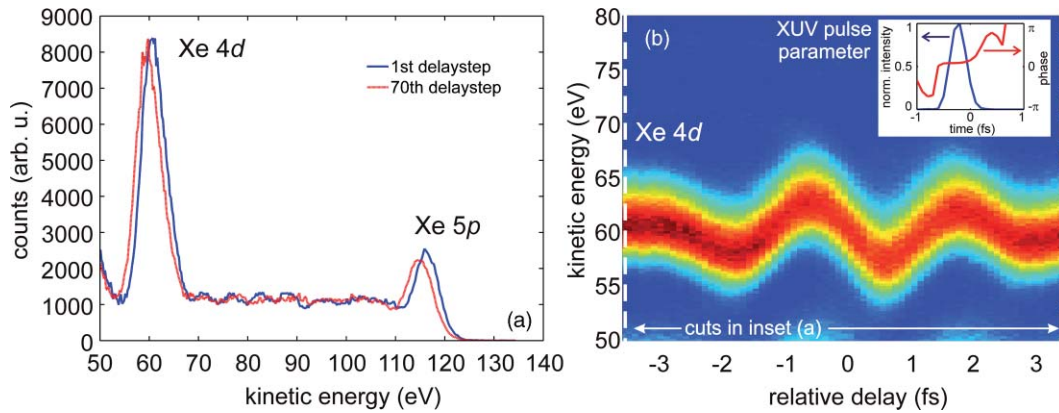 Xe 4d
1st delaystep
70th delaystep
Xe 5p
(a)
counts (arb. u.)
9000
8000
7000
6000
5000
4000
3000
2000
1000
0
50 60 70 80 90 100 110 120 130 140
kinetic energy (eV)
(b)
XUV pulse
parameter
norm. intensity
1
0.5
0
π
0
-π
phase
-1 0 1
time (fs)
Xe 4d
kinetic energy (eV)
80
75
70
65
60
55
50
cuts in inset (a)
-3 -2 -1 0 1 2 3
relative delay (fs)